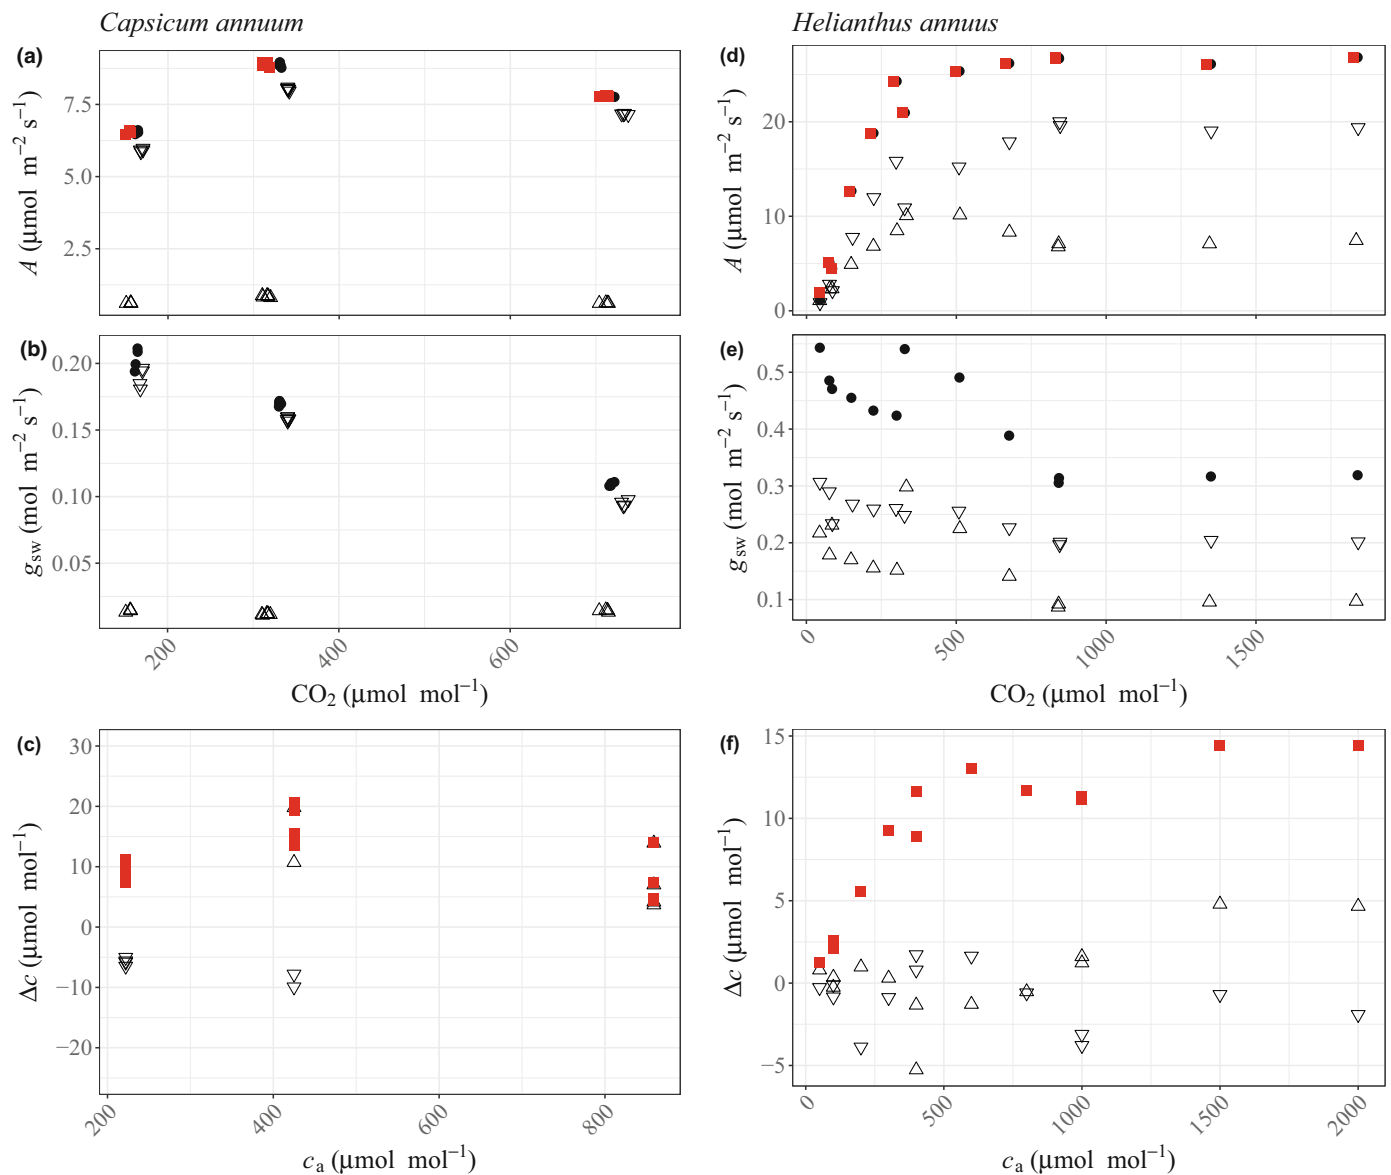 Capsicum annuum
Helianthus annuus
(a)
7.5
5.0
2.5
A (μmol m−2 s−1)
(d)
20
10
0
A (μmol m−2 s−1)
(b)
0.20
0.15
0.10
0.05
gsw (mol m−2 s−1)
200
400
600
CO2 (μmol mol−1)
(e)
0.5
0.4
0.3
0.2
0.1
gsw (mol m−2 s−1)
0
500
1000
1500
CO2 (μmol mol−1)
(c)
30
20
10
0
−10
−20
Δc (μmol mol−1)
200
400
600
800
ca (μmol mol−1)
(f)
15
10
5
0
−5
Δc (μmol mol−1)
0
500
1000
1500
2000
ca (μmol mol−1)